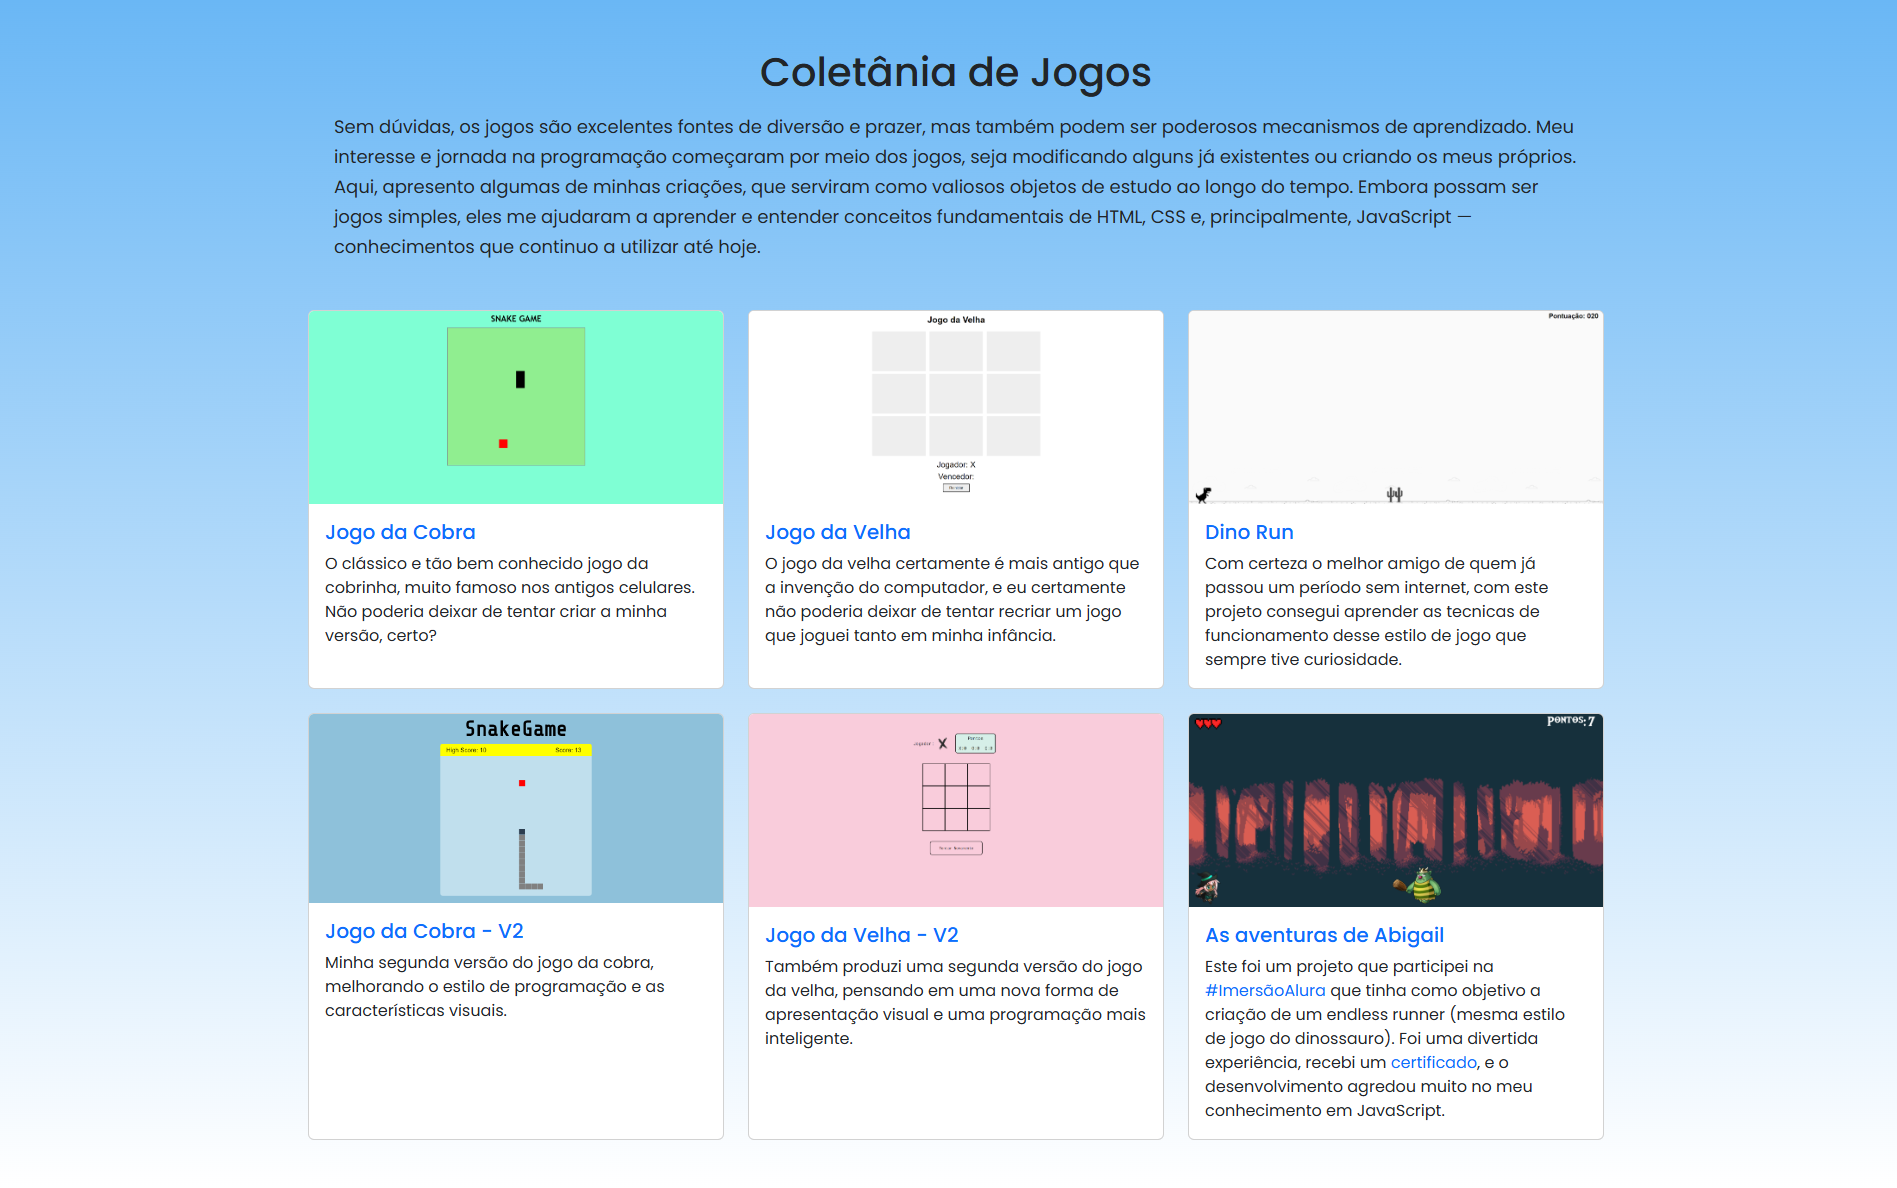 Coletânia de Jogos
Sem dúvidas, os jogos são excelentes fontes de diversão e prazer, mas também podem ser poderosos mecanismos de aprendizado. Meu
interesse e jornada na programação começaram por meio dos jogos, seja modificando alguns já existentes ou criando os meus próprios.
Aqui, apresento algumas de minhas criações, que serviram como valiosos objetos de estudo ao longo do tempo. Embora possam ser
jogos simples, eles me ajudaram a aprender e entender conceitos fundamentais de HTML, CSS e, principalmente, JavaScript —
conhecimentos que continuo a utilizar até hoje.
SNAKE GAME
Jogo da Cobra
O clássico e tão bem conhecido jogo da
cobrinha, muito famoso nos antigos celulares.
Não poderia deixar de tentar criar a minha
versão, certo?
Jogo da Velha
Jogador: X
Vencedor:
Jogo da Velha
O jogo da velha certamente é mais antigo que
a invenção do computador, e eu certamente
não poderia deixar de tentar recriar um jogo
que joguei tanto em minha infância.
Pontuação: 020
Dino Run
Com certeza o melhor amigo de quem já
passou um período sem internet, com este
projeto consegui aprender as tecnicas de
funcionamento desse estilo de jogo que
sempre tive curiosidade.
SnakeGame
High Score: 10 Score: 13
Jogo da Cobra - V2
Minha segunda versão do jogo da cobra,
melhorando o estilo de programação e as
características visuais.
X
Jogo da Velha - V2
Também produzi uma segunda versão do jogo
da velha, pensando em uma nova forma de
apresentação visual e uma programação mais
inteligente.
PONTOS: 7
As aventuras de Abigail
Este foi um projeto que participei na
#ImersãoAlura que tinha como objetivo a
criação de um endless runner (mesma estilo
de jogo do dinossauro). Foi uma divertida
experiência, recebi um certificado, e o
desenvolvimento agredou muito no meu
conhecimento em JavaScript.